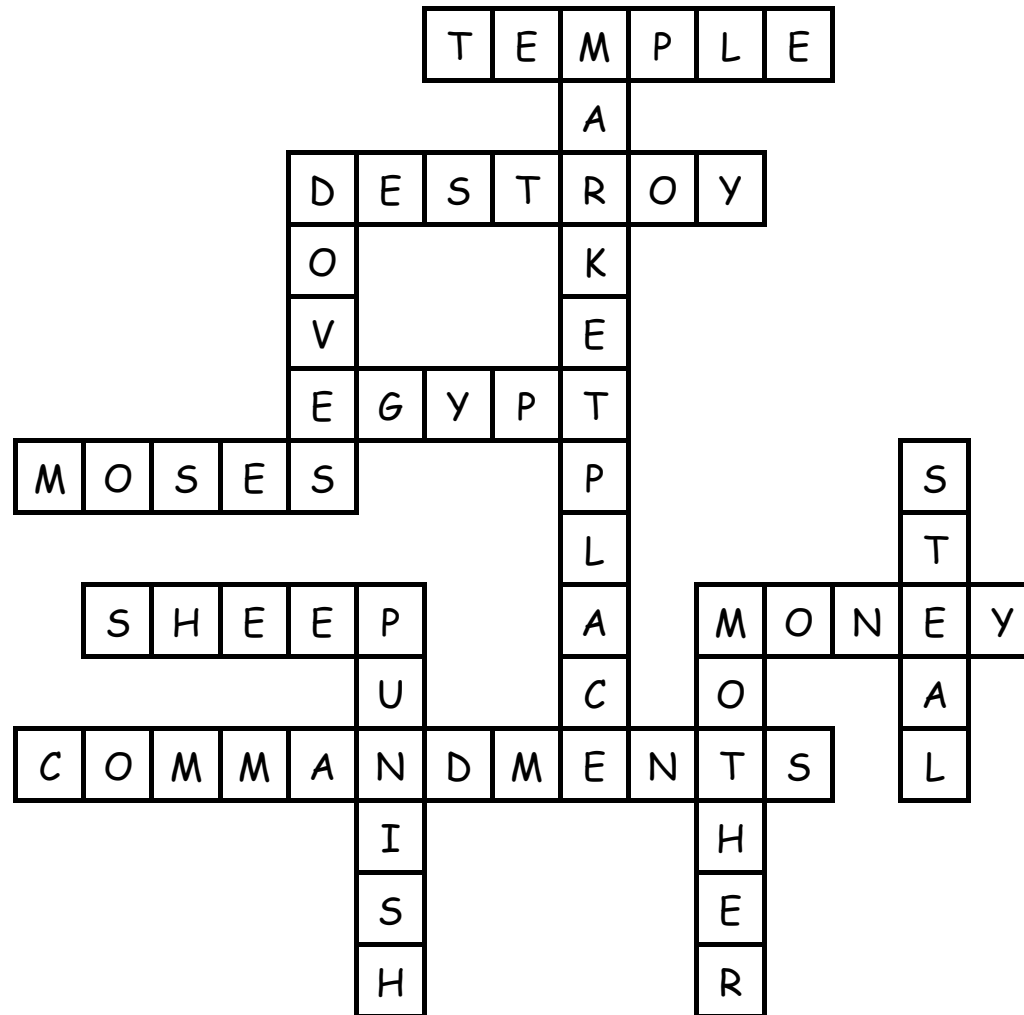 TEMPLE
A
DESTROY
O K
V E
EGYPT
MOSES P S
L T
SHEEP A MONEY
U C O A
COMMANDMENTS L
I H
S E
H R